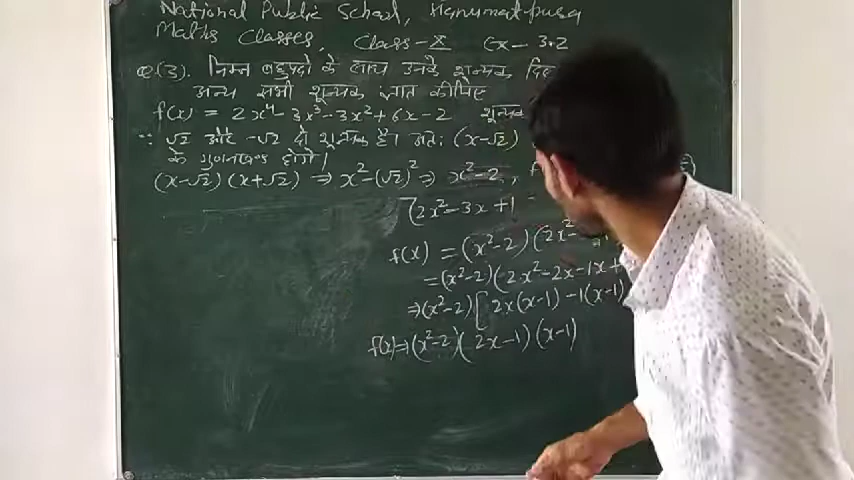 National Public School, Hanumatpura
Maths Classes, Class-X Ex-3.2
Q.(3). निम्न बहुपदो के साथ उनके शून्यक दिए
अन्य सभी शून्यक ज्ञात कीजिए
f(x) = 2x⁴-3x³-3x²+6x-2 शून्यक
∵ √2 और -√2 दो शून्यक है। अतः (x-√2)
के गुणनखण्ड होंगे।
(x-√2)(x+√2) ⇒ x²-(√2)² ⇒ x²-2,
2x²-3x+1 =
f(x) = (x²-2)(2x²-
=(x²-2)(2x²-2x-1x+
⇒(x²-2)[2x(x-1)-1(x-1)
f(x)⇒(x²-2)(2x-1)(x-1)